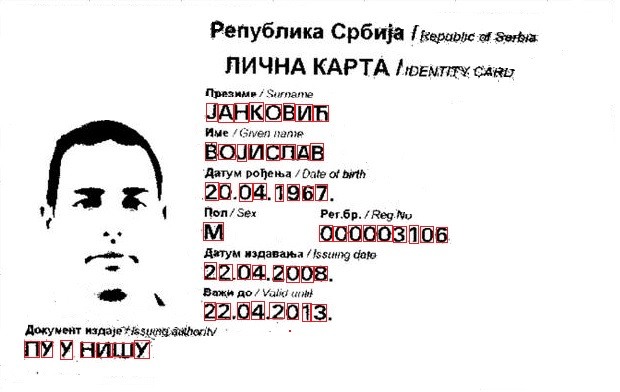 Република Србија / Republic of Serbia
ЛИЧНА КАРТА / IDENTITY CARD
Презиме / Surname
ЈАНКОВИЋ
Име / Given name
ВОЈИСЛАВ
Датум рођења / Date of birth
20.04.1967.
Пол / Sex Рег.бр. / Reg.No
М 000003106
Датум издавања / Issuing date
22.04.2008.
Важи до / Valid until
22.04.2013.
Документ издаје / Issuing authority
ПУ У НИШУ